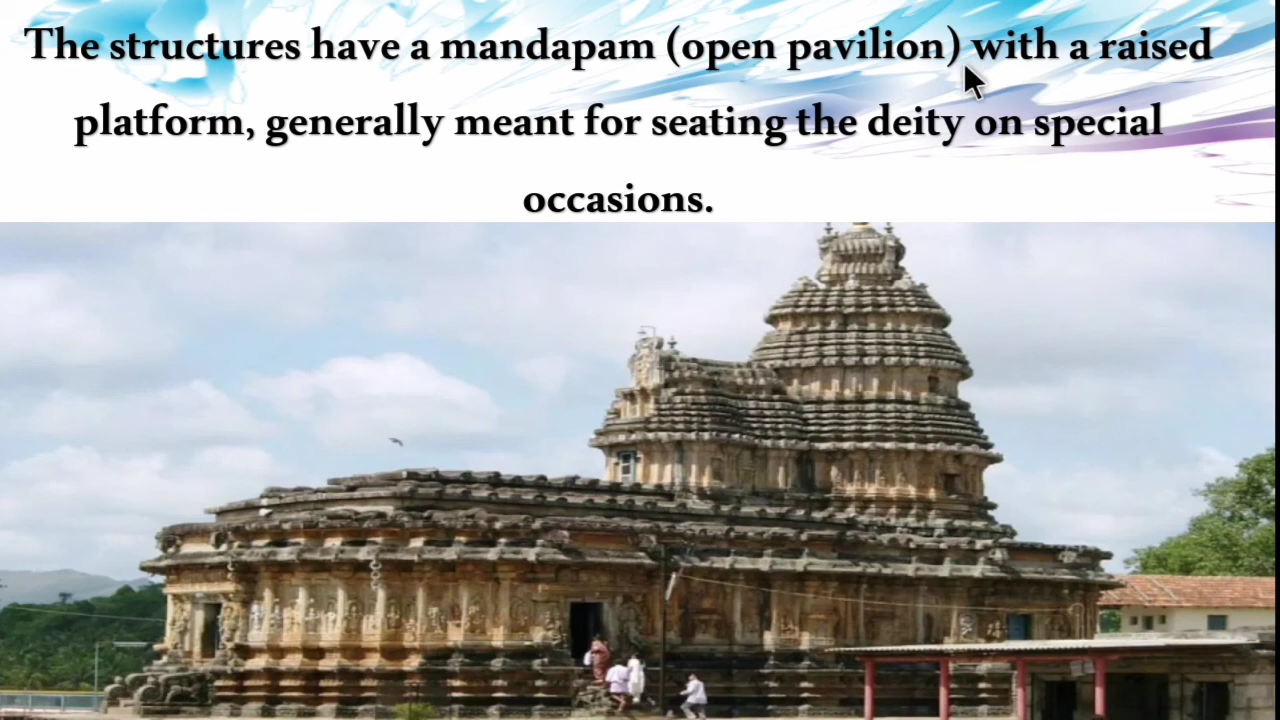 The structures have a mandapam (open pavilion) with a raised
platform, generally meant for seating the deity on special
occasions.